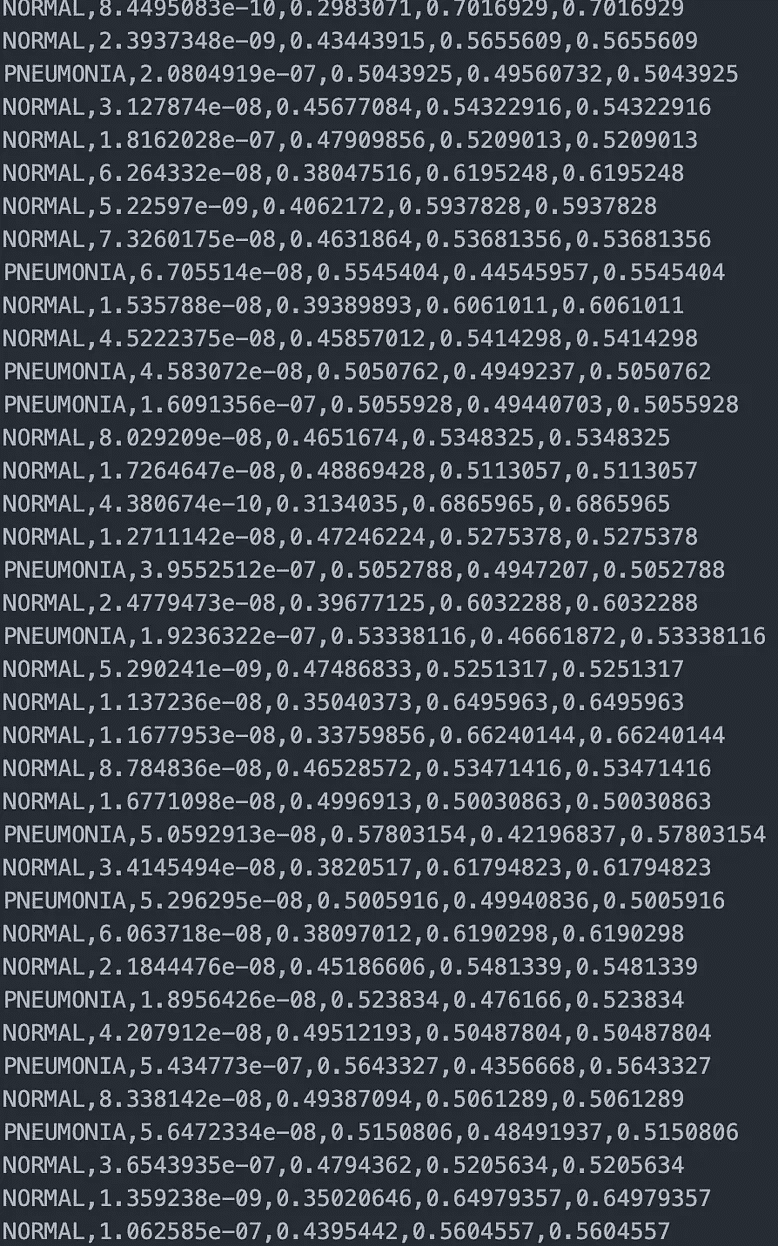 NORMAL,8.4495083e-10,0.2983071,0.7016929,0.7016929
NORMAL,2.3937348e-09,0.43443915,0.5655609,0.5655609
PNEUMONIA,2.0804919e-07,0.5043925,0.49560732,0.5043925
NORMAL,3.127874e-08,0.45677084,0.54322916,0.54322916
NORMAL,1.8162028e-07,0.47909856,0.5209013,0.5209013
NORMAL,6.264332e-08,0.38047516,0.6195248,0.6195248
NORMAL,5.22597e-09,0.4062172,0.5937828,0.5937828
NORMAL,7.3260175e-08,0.4631864,0.53681356,0.53681356
PNEUMONIA,6.705514e-08,0.5545404,0.44545957,0.5545404
NORMAL,1.535788e-08,0.39389893,0.6061011,0.6061011
NORMAL,4.5222375e-08,0.45857012,0.5414298,0.5414298
PNEUMONIA,4.583072e-08,0.5050762,0.4949237,0.5050762
PNEUMONIA,1.6091356e-07,0.5055928,0.49440703,0.5055928
NORMAL,8.029209e-08,0.4651674,0.5348325,0.5348325
NORMAL,1.7264647e-08,0.48869428,0.5113057,0.5113057
NORMAL,4.380674e-10,0.3134035,0.6865965,0.6865965
NORMAL,1.2711142e-08,0.47246224,0.5275378,0.5275378
PNEUMONIA,3.9552512e-07,0.5052788,0.4947207,0.5052788
NORMAL,2.4779473e-08,0.39677125,0.6032288,0.6032288
PNEUMONIA,1.9236322e-07,0.53338116,0.46661872,0.53338116
NORMAL,5.290241e-09,0.47486833,0.5251317,0.5251317
NORMAL,1.137236e-08,0.35040373,0.6495963,0.6495963
NORMAL,1.1677953e-08,0.33759856,0.66240144,0.66240144
NORMAL,8.784836e-08,0.46528572,0.53471416,0.53471416
NORMAL,1.6771098e-08,0.4996913,0.50030863,0.50030863
PNEUMONIA,5.0592913e-08,0.57803154,0.42196837,0.57803154
NORMAL,3.4145494e-08,0.3820517,0.61794823,0.61794823
PNEUMONIA,5.296295e-08,0.5005916,0.49940836,0.5005916
NORMAL,6.063718e-08,0.38097012,0.6190298,0.6190298
NORMAL,2.1844476e-08,0.45186606,0.5481339,0.5481339
PNEUMONIA,1.8956426e-08,0.523834,0.476166,0.523834
NORMAL,4.207912e-08,0.49512193,0.50487804,0.50487804
PNEUMONIA,5.434773e-07,0.5643327,0.4356668,0.5643327
NORMAL,8.338142e-08,0.49387094,0.5061289,0.5061289
PNEUMONIA,5.6472334e-08,0.5150806,0.48491937,0.5150806
NORMAL,3.6543935e-07,0.4794362,0.5205634,0.5205634
NORMAL,1.359238e-09,0.35020646,0.64979357,0.64979357
NORMAL,1.062585e-07,0.4395442,0.5604557,0.5604557